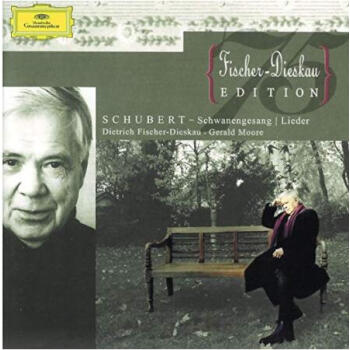 Deutsche
Grammophon
75
{Fischer-Dieskau}
EDITION
SCHUBERT – Schwanengesang | Lieder
Dietrich Fischer-Dieskau · Gerald Moore